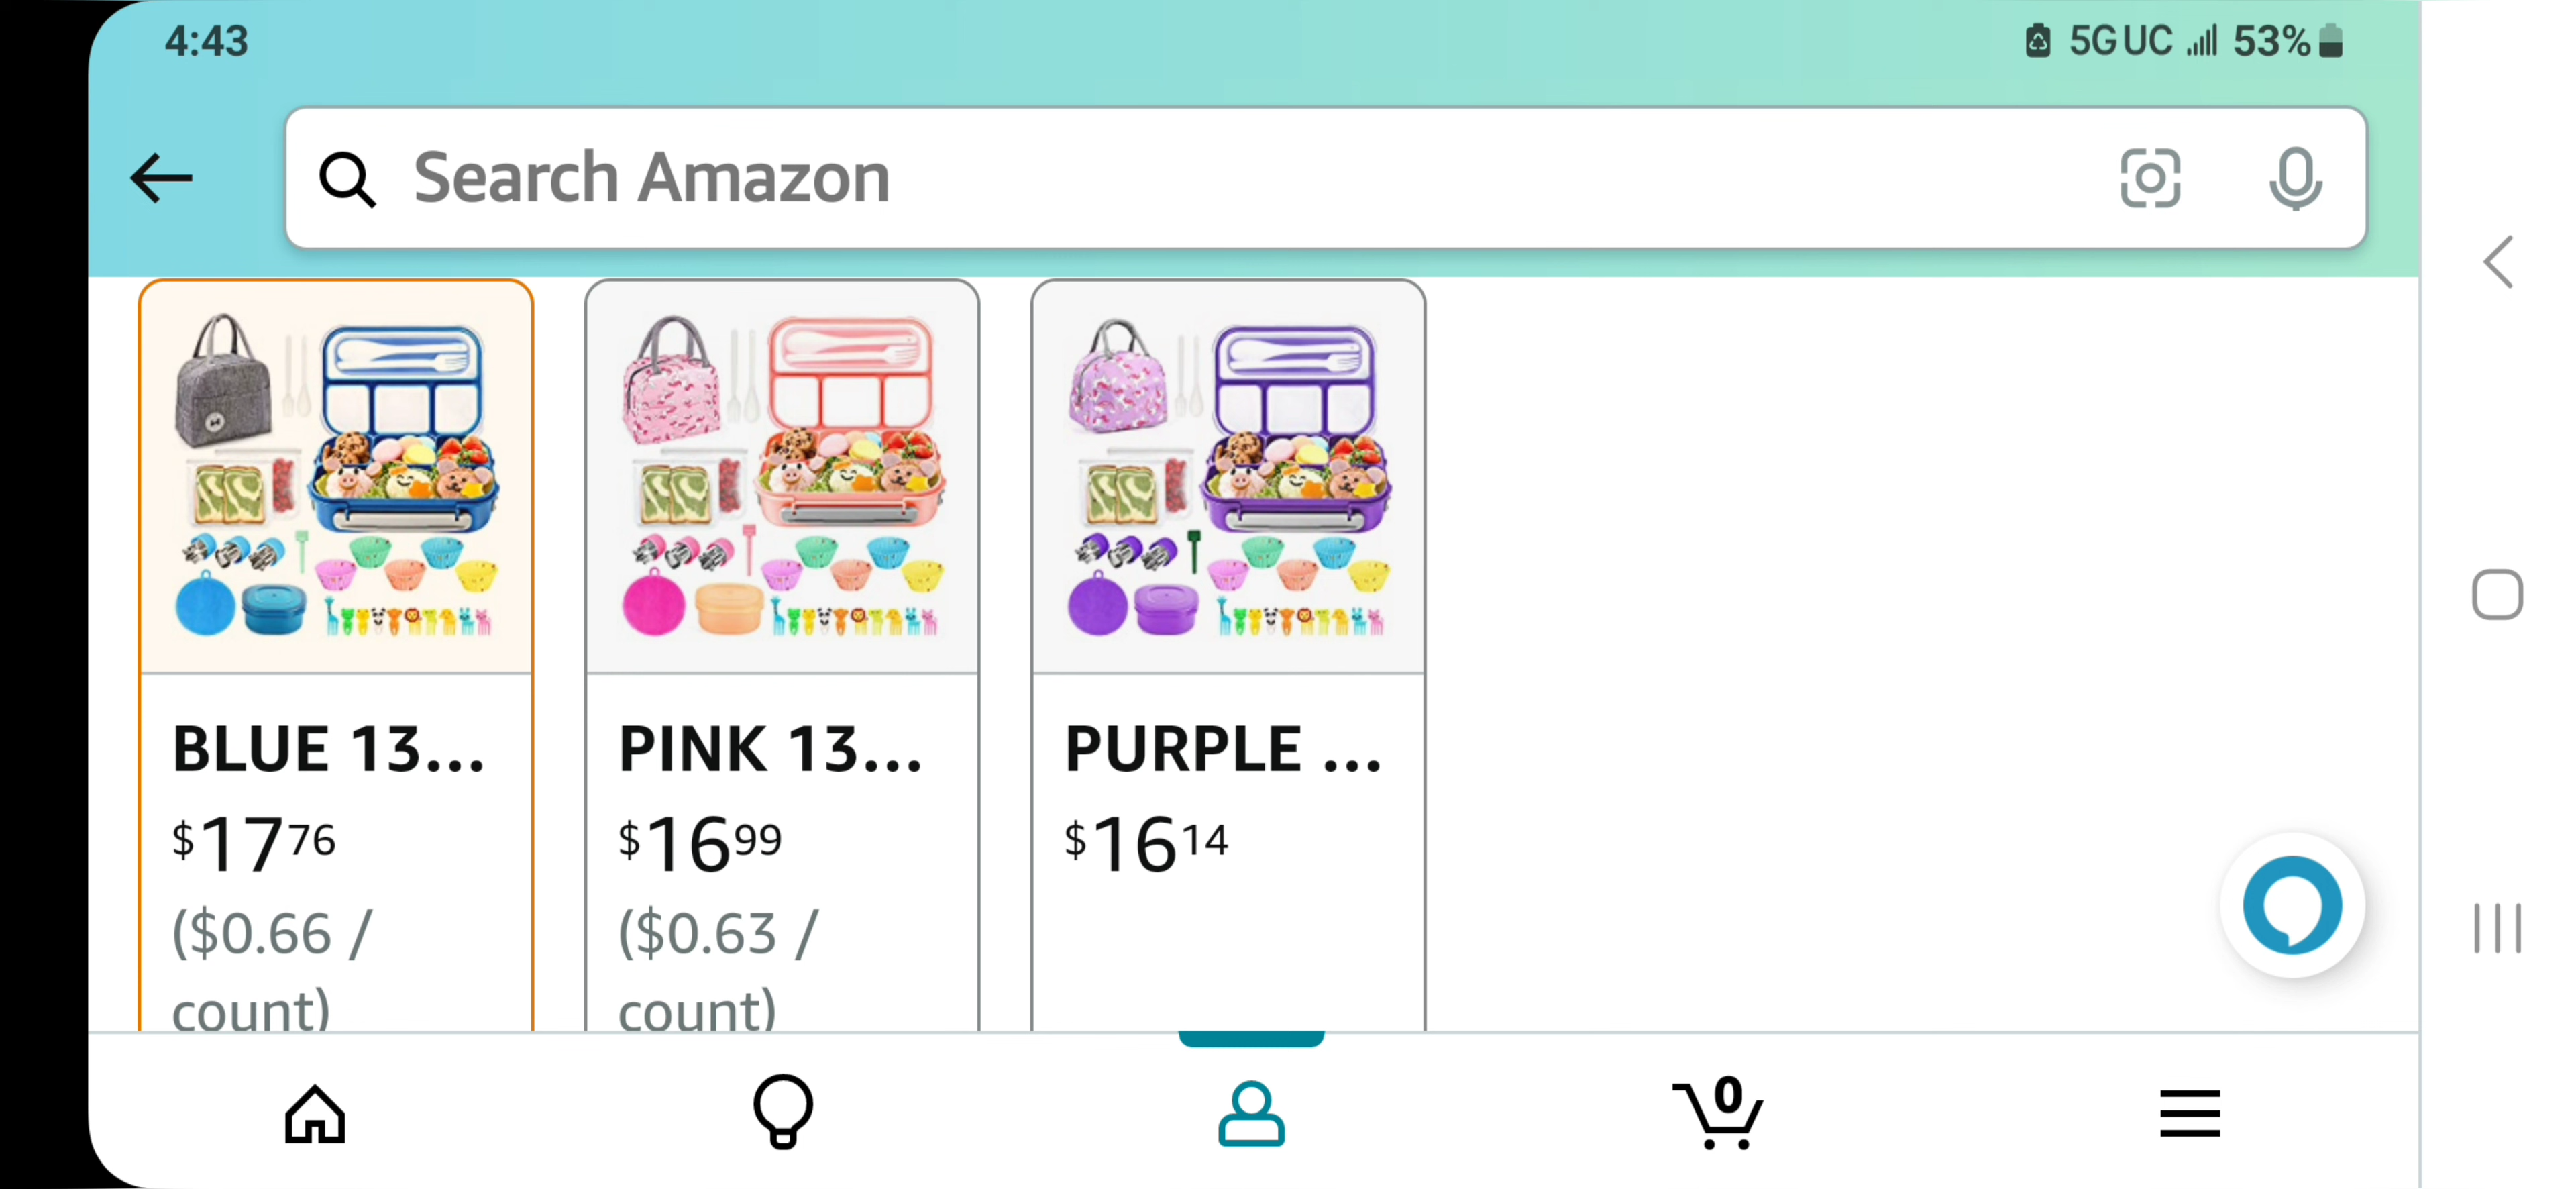 4:43
5G UC 53%
Search Amazon
BLUE 13...
$17 76
($0.66 /
count)
PINK 13...
$16 99
($0.63 /
count)
PURPLE ...
$16 14
0